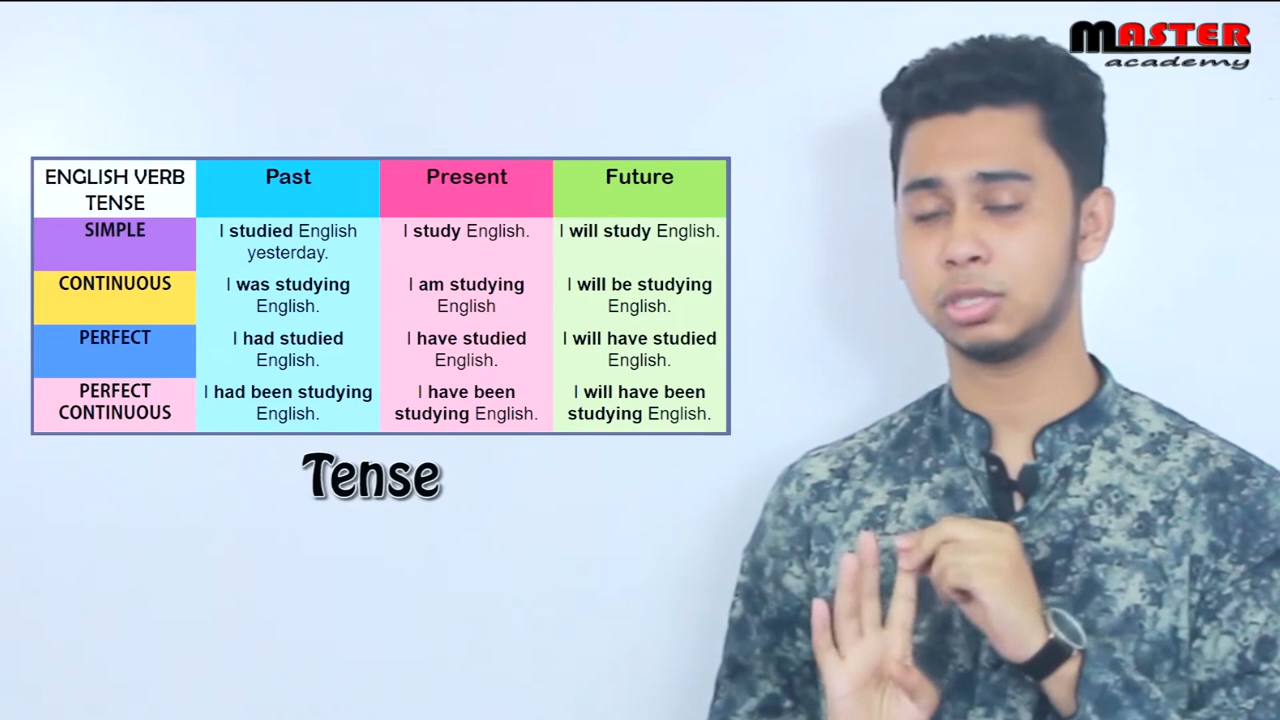 MASTER
academy
ENGLISH VERB
TENSE
Past
Present
Future
SIMPLE
I studied English
yesterday.
I study English.
I will study English.
CONTINUOUS
I was studying
English.
I am studying
English
I will be studying
English.
PERFECT
I had studied
English.
I have studied
English.
I will have studied
English.
PERFECT
CONTINUOUS
I had been studying
English.
I have been
studying English.
I will have been
studying English.
Tense